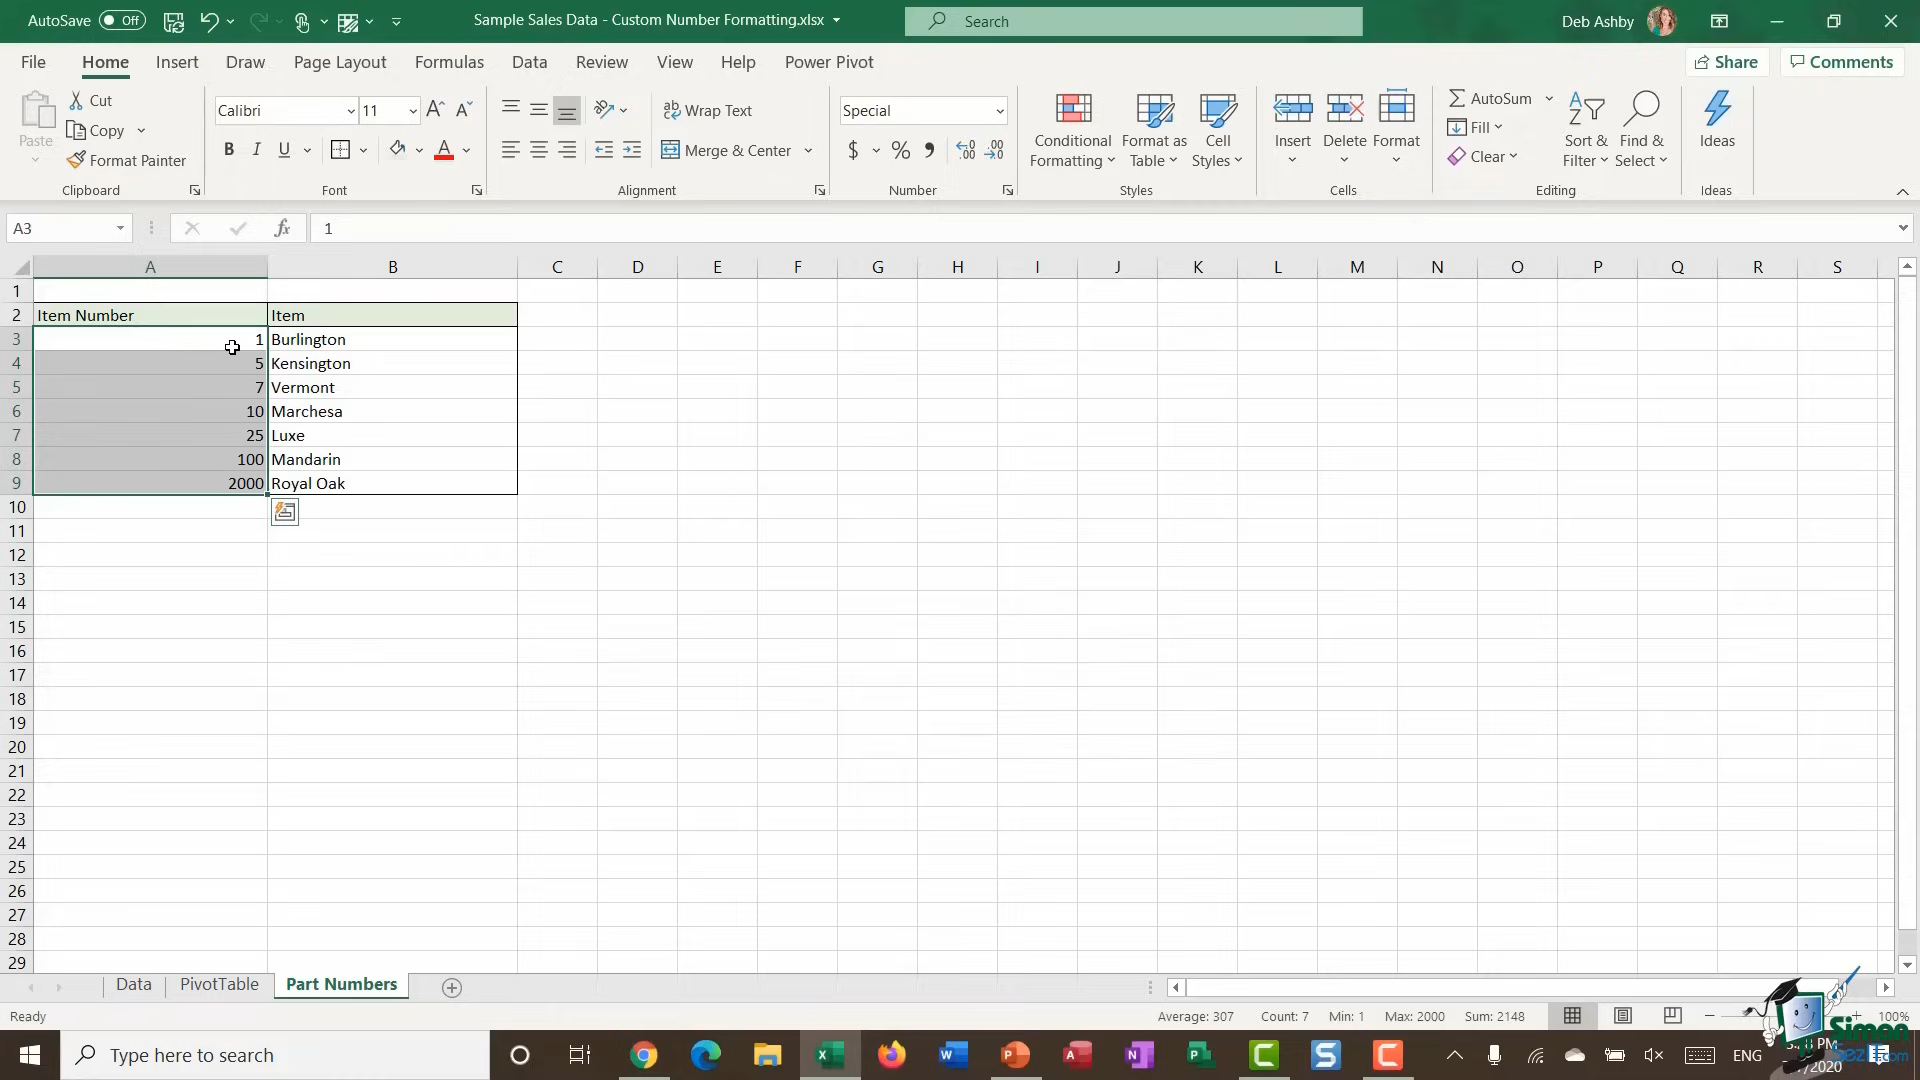 AutoSave Off Sample Sales Data - Custom Number Formatting.xlsx Search Deb Ashby
File Home Insert Draw Page Layout Formulas Data Review View Help Power Pivot Share Comments
Paste Cut Copy Format Painter Clipboard
Calibri 11 B I U A Font
Wrap Text Merge & Center Alignment
Special $ % Number
Conditional Formatting Format as Table Cell Styles Styles
Insert Delete Format Cells
AutoSum Fill Clear Sort & Filter Find & Select Editing
Ideas Ideas
A3 fx 1
A B C D E F G H I J K L M N O P Q R S
1
2 Item Number Item
3 1 Burlington
4 5 Kensington
5 7 Vermont
6 10 Marchesa
7 25 Luxe
8 100 Mandarin
9 2000 Royal Oak
10
11
12
13
14
15
16
17
18
19
20
21
22
23
24
25
26
27
28
29
Data PivotTable Part Numbers
Ready Average: 307 Count: 7 Min: 1 Max: 2000 Sum: 2148 100%
Type here to search ENG PM
Simon
SezIT.com